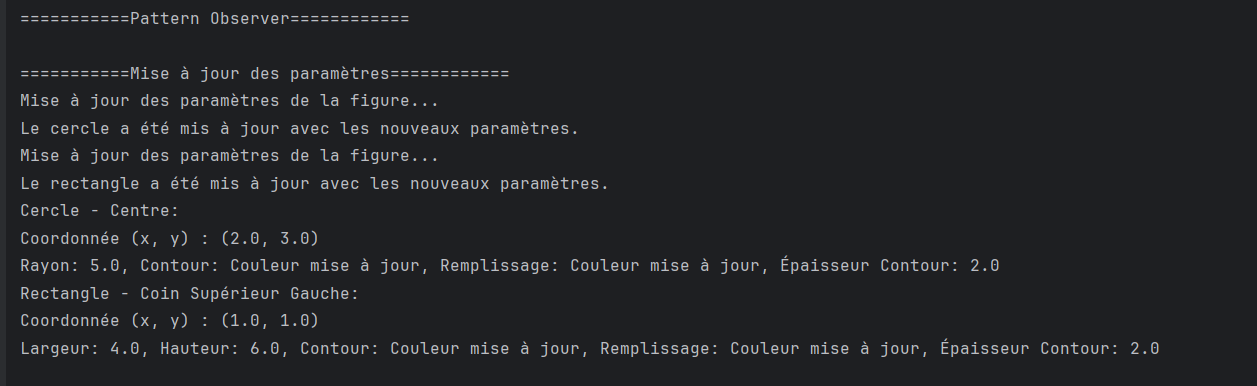 ===========Pattern Observer============
===========Mise à jour des paramètres============
Mise à jour des paramètres de la figure...
Le cercle a été mis à jour avec les nouveaux paramètres.
Mise à jour des paramètres de la figure...
Le rectangle a été mis à jour avec les nouveaux paramètres.
Cercle - Centre:
Coordonnée (x, y) : (2.0, 3.0)
Rayon: 5.0, Contour: Couleur mise à jour, Remplissage: Couleur mise à jour, Épaisseur Contour: 2.0
Rectangle - Coin Supérieur Gauche:
Coordonnée (x, y) : (1.0, 1.0)
Largeur: 4.0, Hauteur: 6.0, Contour: Couleur mise à jour, Remplissage: Couleur mise à jour, Épaisseur Contour: 2.0